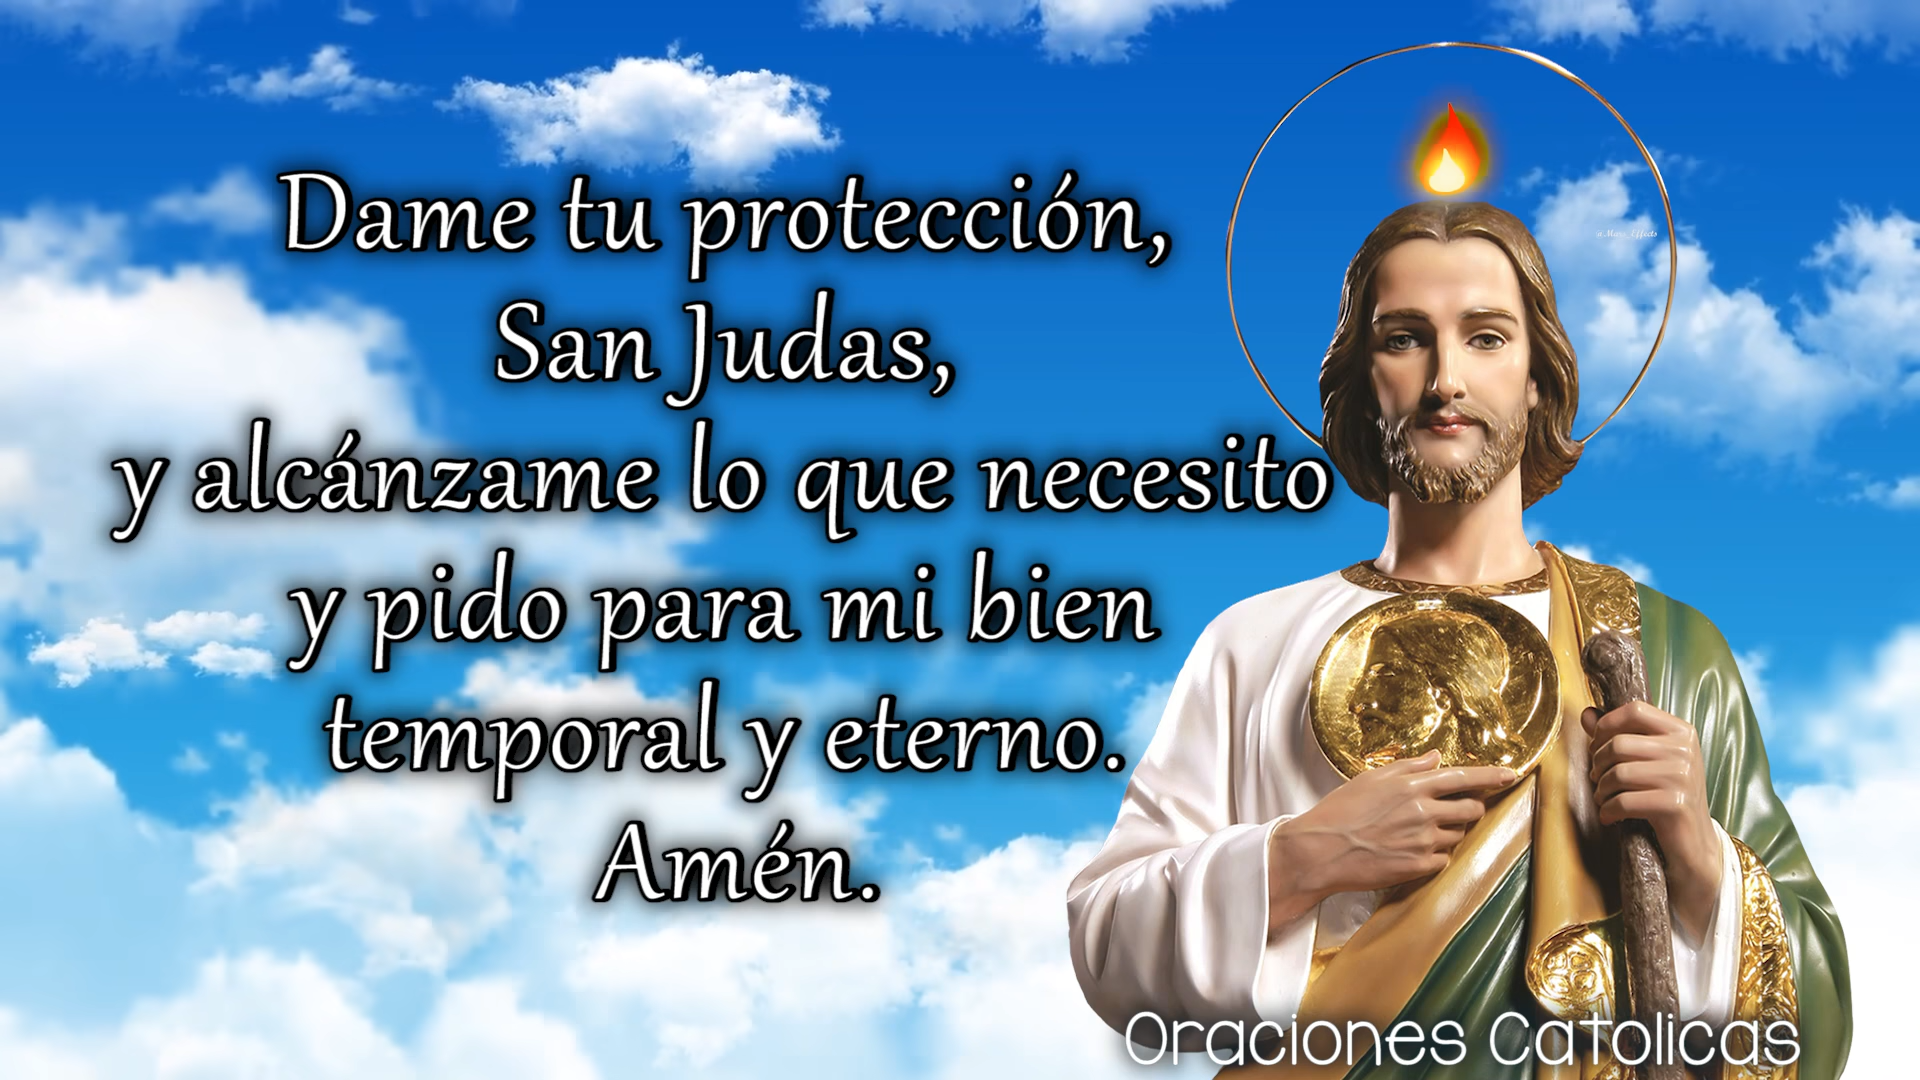 Dame tu protección,
San Judas,
y alcánzame lo que necesito
y pido para mi bien
temporal y eterno.
Amén.
Oraciones Catolicas